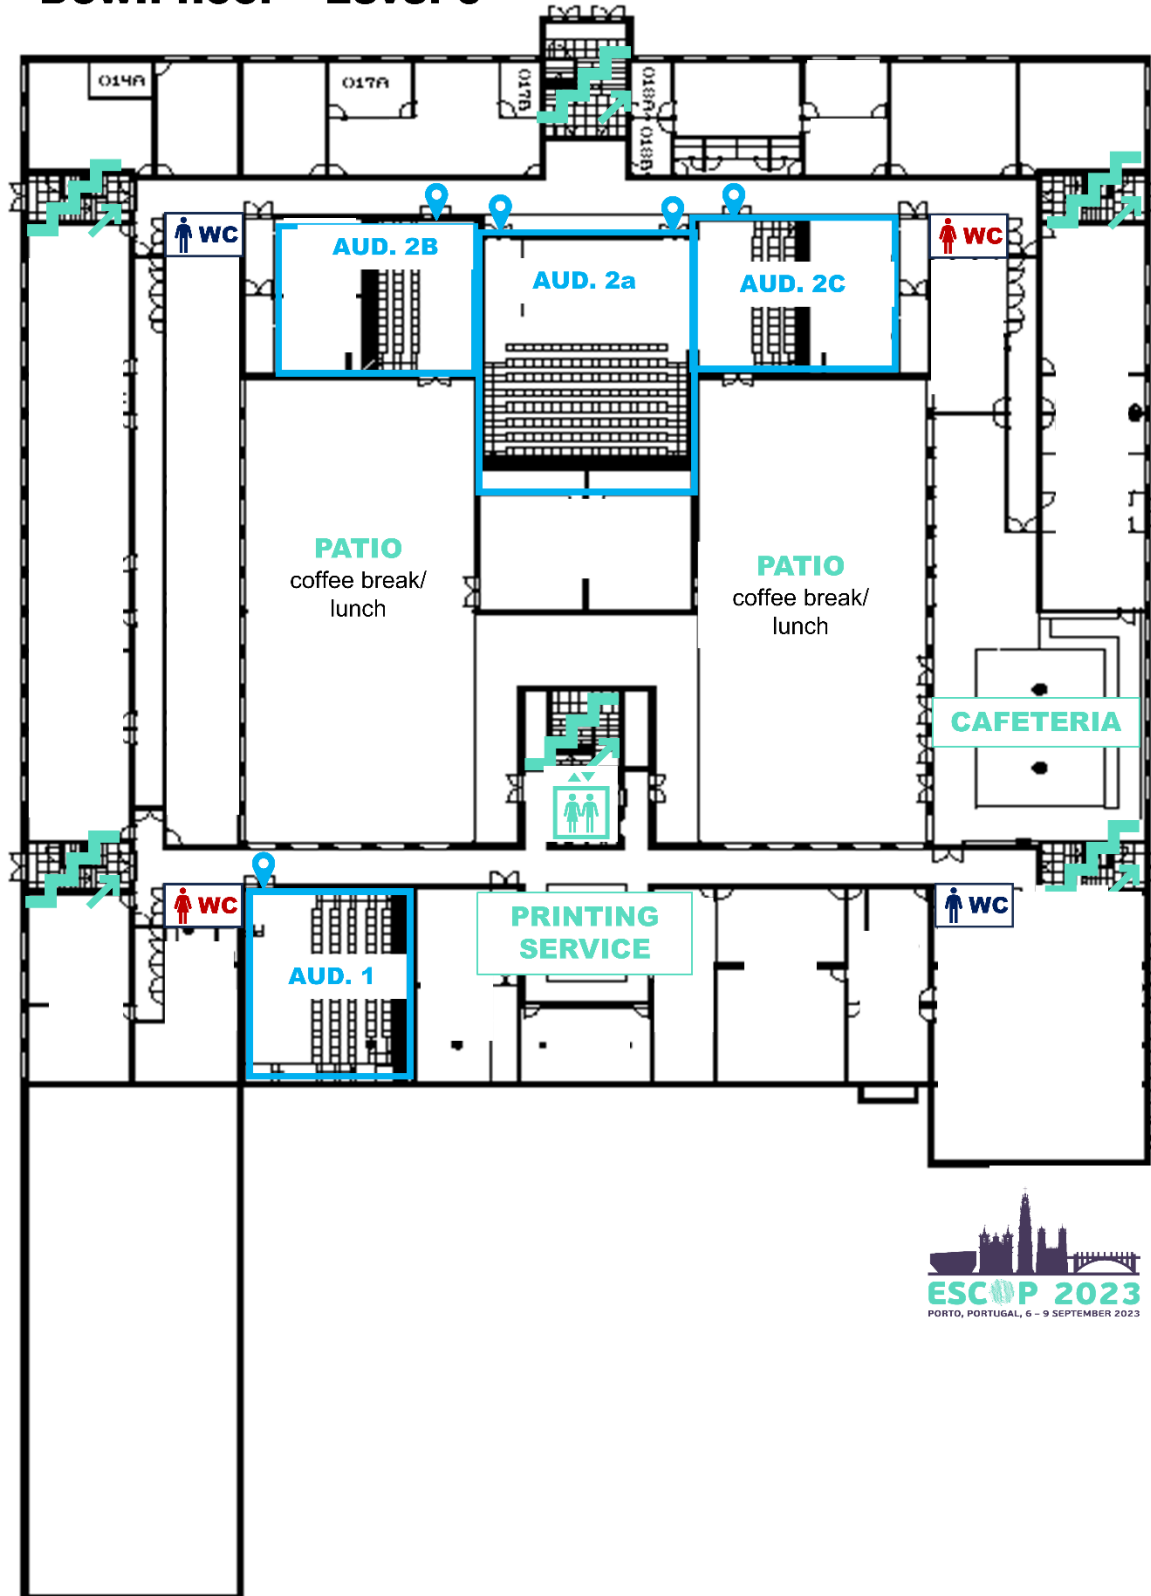 014A
017A
017B
018A
018B
WC
WC
AUD. 2B
AUD. 2a
AUD. 2C
PATIO
coffee break/
lunch
PATIO
coffee break/
lunch
CAFETERIA
WC
WC
PRINTING
SERVICE
AUD. 1
ESCOP 2023
PORTO, PORTUGAL, 6 – 9 SEPTEMBER 2023